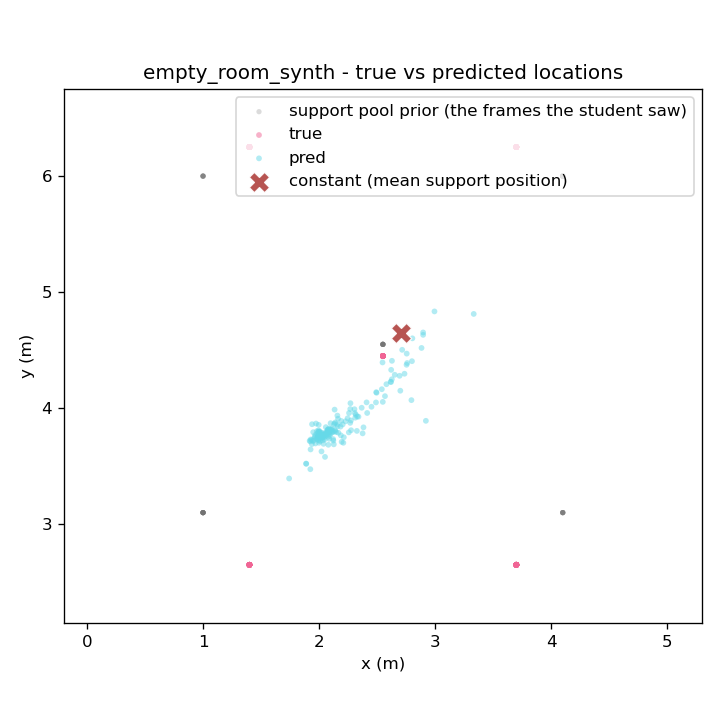 empty_room_synth - true vs predicted locations
support pool prior (the frames the student saw)
true
pred
constant (mean support position)
6
5
4
3
y (m)
0 1 2 3 4 5
x (m)